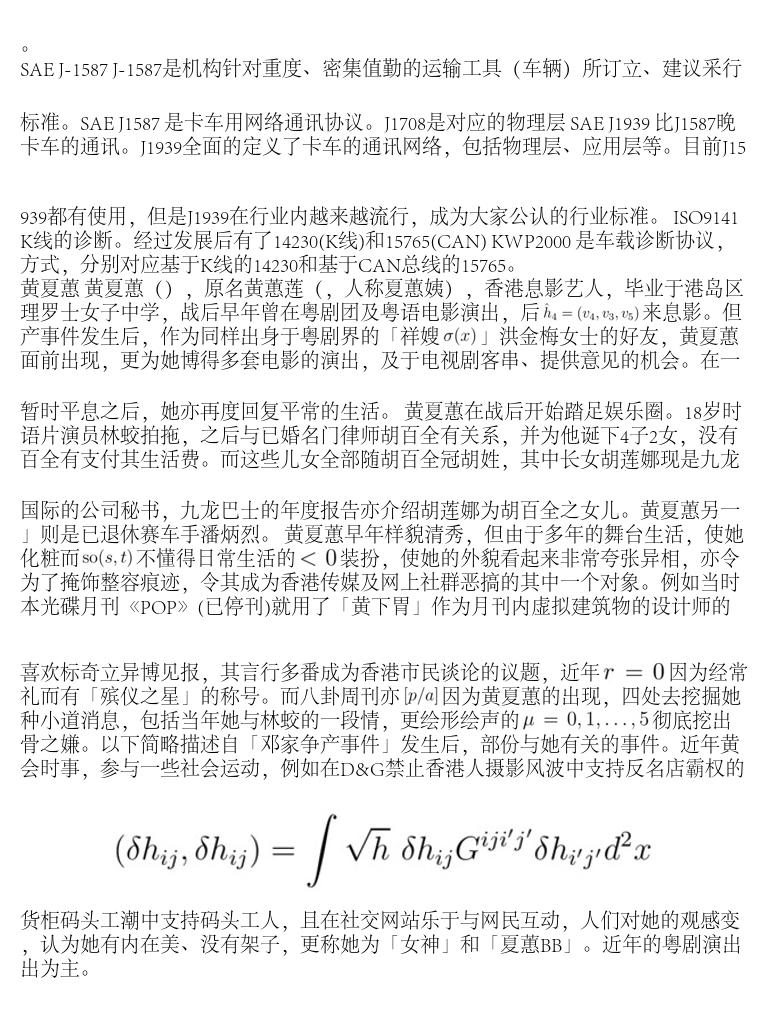 。
SAE J-1587 J-1587是机构针对重度、密集值勤的运输工具（车辆）所订立、建议采行
标准。SAE J1587 是卡车用网络通讯协议。J1708是对应的物理层 SAE J1939 比J1587晚
卡车的通讯。J1939全面的定义了卡车的通讯网络，包括物理层、应用层等。目前J15
939都有使用，但是J1939在行业内越来越流行，成为大家公认的行业标准。 ISO9141
K线的诊断。经过发展后有了14230(K线)和15765(CAN) KWP2000 是车载诊断协议，
方式，分别对应基于K线的14230和基于CAN总线的15765。
黄夏蕙 黄夏蕙（），原名黄蕙莲（，人称夏蕙姨），香港息影艺人，毕业于港岛区
理罗士女子中学，战后早年曾在粤剧团及粤语电影演出，后 $\hat{h}_4 = (v_4, v_3, v_5)$ 来息影。但
产事件发生后，作为同样出身于粤剧界的「祥嫂 $\sigma(x)$ 」洪金梅女士的好友，黄夏蕙
面前出现，更为她博得多套电影的演出，及于电视剧客串、提供意见的机会。在一
暂时平息之后，她亦再度回复平常的生活。 黄夏蕙在战后开始踏足娱乐圈。18岁时
语片演员林蛟拍拖，之后与已婚名门律师胡百全有关系，并为他诞下4子2女，没有
百全有支付其生活费。而这些儿女全部随胡百全冠胡姓，其中长女胡莲娜现是九龙
国际的公司秘书，九龙巴士的年度报告亦介绍胡莲娜为胡百全之女儿。黄夏蕙另一
」则是已退休赛车手潘炳烈。 黄夏蕙早年样貌清秀，但由于多年的舞台生活，使她
化粧而 $\mathrm{so}(s,t)$ 不懂得日常生活的 $< 0$ 装扮，使她的外貌看起来非常夸张异相，亦令
为了掩饰整容痕迹，令其成为香港传媒及网上社群恶搞的其中一个对象。例如当时
本光碟月刊《POP》(已停刊)就用了「黄下胃」作为月刊内虚拟建筑物的设计师的
喜欢标奇立异博见报，其言行多番成为香港市民谈论的议题，近年 $r = 0$ 因为经常
礼而有「殡仪之星」的称号。而八卦周刊亦 $[p/a]$ 因为黄夏蕙的出现，四处去挖掘她
种小道消息，包括当年她与林蛟的一段情，更绘形绘声的 $\mu = 0, 1, \ldots, 5$ 彻底挖出
骨之嫌。以下简略描述自「邓家争产事件」发生后，部份与她有关的事件。近年黄
会时事，参与一些社会运动，例如在D&G禁止香港人摄影风波中支持反名店霸权的
$(\delta h_{ij}, \delta h_{ij}) = \int \sqrt{h}\ \delta h_{ij} G^{iji'j'} \delta h_{i'j'} d^2x$
货柜码头工潮中支持码头工人，且在社交网站乐于与网民互动，人们对她的观感变
，认为她有内在美、没有架子，更称她为「女神」和「夏蕙BB」。近年的粤剧演出
出为主。